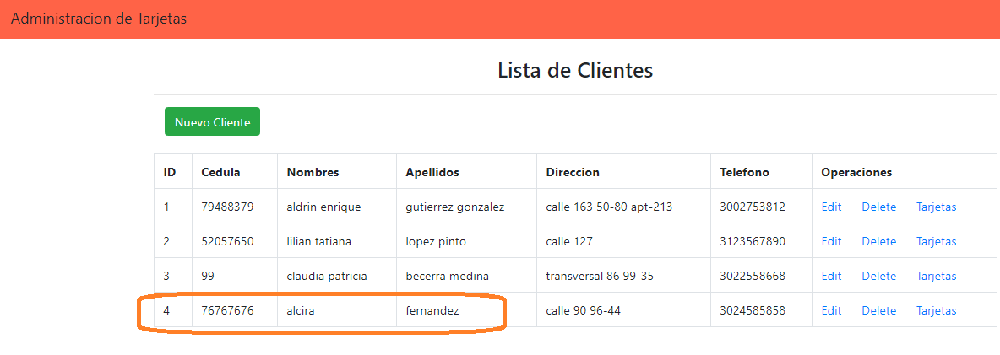 Administracion de Tarjetas
Lista de Clientes
Nuevo Cliente
ID Cedula Nombres Apellidos Direccion Telefono Operaciones
1 79488379 aldrin enrique gutierrez gonzalez calle 163 50-80 apt-213 3002753812 Edit Delete Tarjetas
2 52057650 lilian tatiana lopez pinto calle 127 3123567890 Edit Delete Tarjetas
3 99 claudia patricia becerra medina transversal 86 99-35 3022558668 Edit Delete Tarjetas
4 76767676 alcira fernandez calle 90 96-44 3024585858 Edit Delete Tarjetas